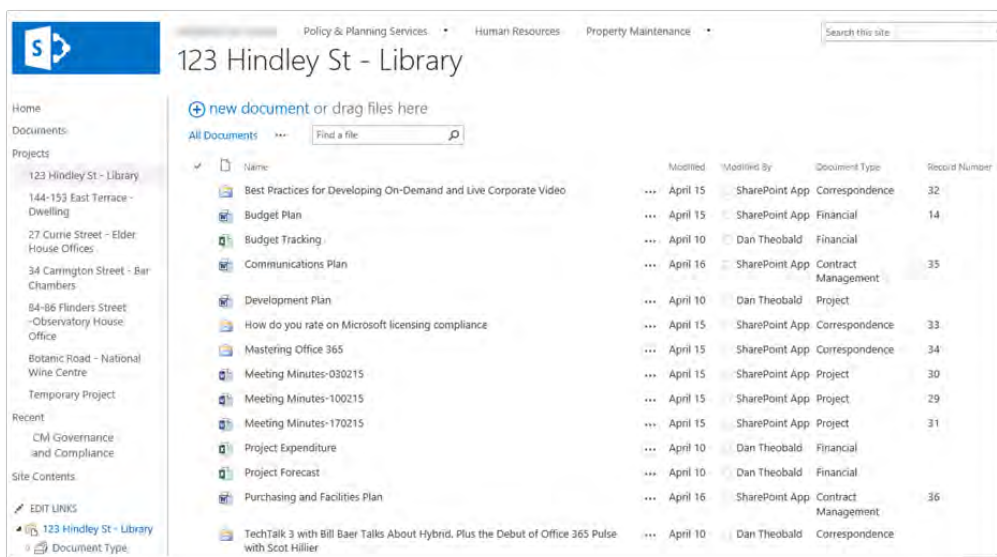 Policy & Planning Services
Human Resources
Property Maintenance
Search this site
S
123 Hindley St - Library
Home
Documents
Projects
123 Hindley St - Library
144-153 East Terrace -
Dwelling
27 Currie Street - Elder
House Offices
34 Carrington Street - Bar
Chambers
84-86 Flinders Street
-Observatory House
Office
Botanic Road - National
Wine Centre
Temporary Project
Recent
CM Governance
and Compliance
Site Contents
EDIT LINKS
123 Hindley St - Library
Document Type
new document or drag files here
All Documents ... Find a file
Name Modified Modified By Document Type Record Number
Best Practices for Developing On-Demand and Live Corporate Video ... April 15 SharePoint App Correspondence 32
Budget Plan ... April 15 SharePoint App Financial 14
Budget Tracking ... April 10 Dan Theobald Financial
Communications Plan ... April 16 SharePoint App Contract Management 35
Development Plan ... April 10 Dan Theobald Project
How do you rate on Microsoft licensing compliance ... April 15 SharePoint App Correspondence 33
Mastering Office 365 ... April 15 SharePoint App Correspondence 34
Meeting Minutes-030215 ... April 15 SharePoint App Project 30
Meeting Minutes-100215 ... April 15 SharePoint App Project 29
Meeting Minutes-170215 ... April 15 SharePoint App Project 31
Project Expenditure ... April 10 Dan Theobald Financial
Project Forecast ... April 10 Dan Theobald Financial
Purchasing and Facilities Plan ... April 16 SharePoint App Contract Management 36
TechTalk 3 with Bill Baer Talks About Hybrid, Plus the Debut of Office 365 Pulse ... April 10 Dan Theobald Correspondence
with Scot Hillier